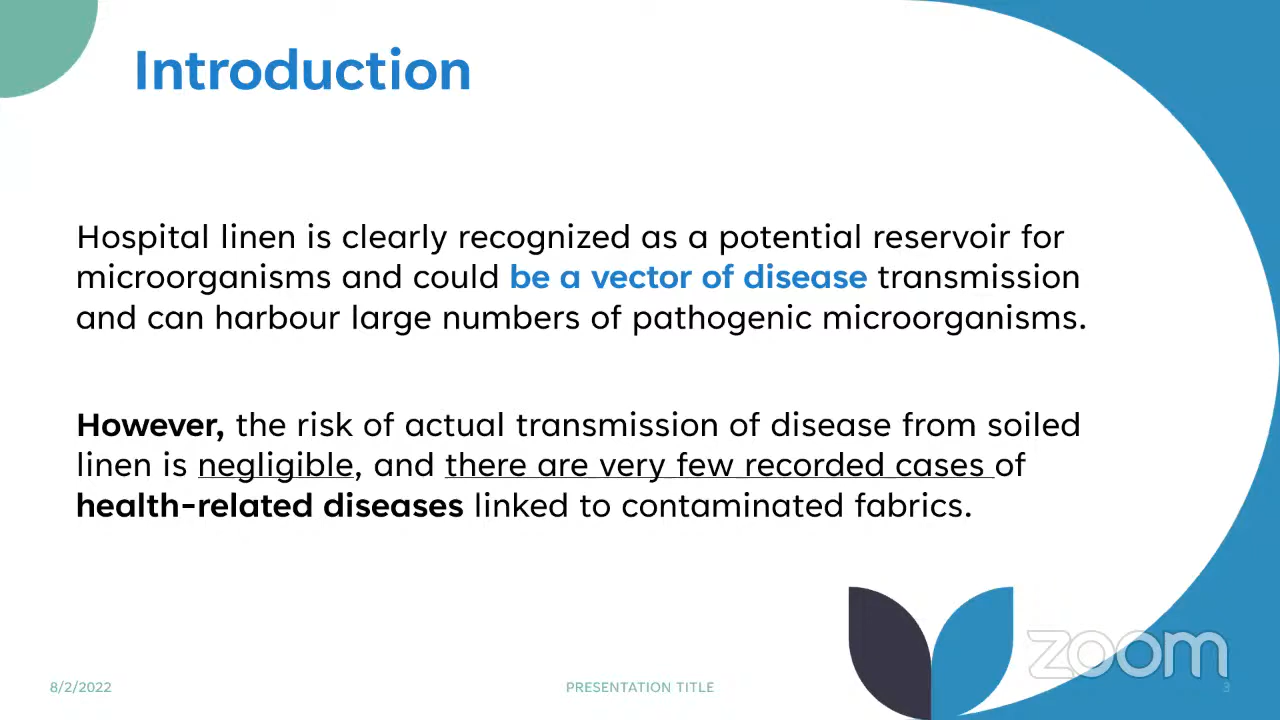 Introduction
Hospital linen is clearly recognized as a potential reservoir for
microorganisms and could be a vector of disease transmission
and can harbour large numbers of pathogenic microorganisms.
However, the risk of actual transmission of disease from soiled
linen is negligible, and there are very few recorded cases of
health-related diseases linked to contaminated fabrics.
zoom
8/2/2022
PRESENTATION TITLE
3